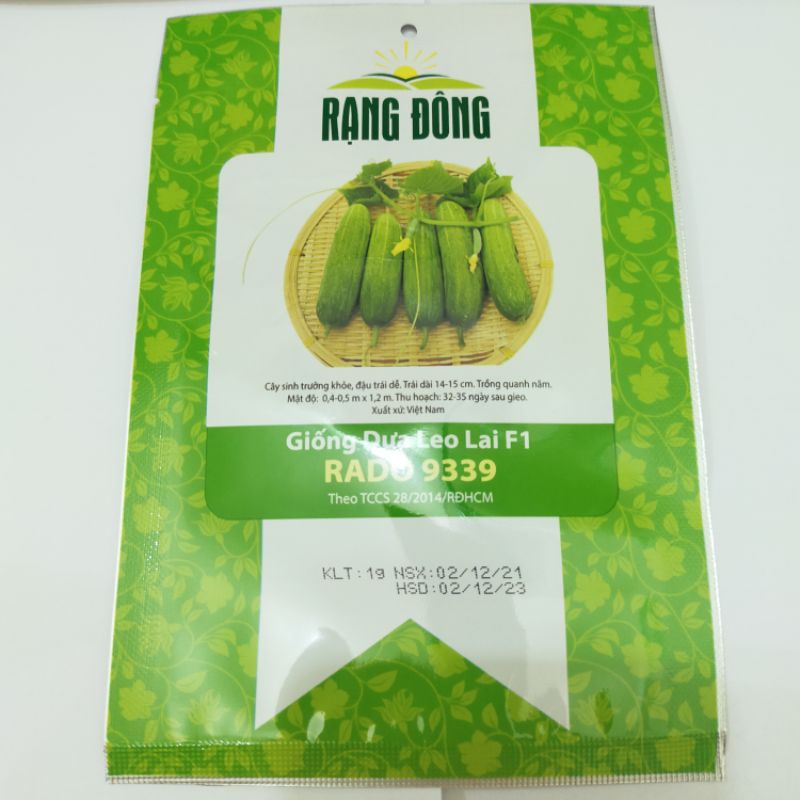 RẠNG ĐÔNG
Cây sinh trưởng khỏe, đậu trái dễ. Trái dài 14-15 cm. Trồng quanh năm.
Mật độ: 0,4-0,5 m x 1,2 m. Thu hoạch: 32-35 ngày sau gieo.
Xuất xứ: Việt Nam
Giống Dưa Leo Lai F1
RADO 9339
Theo TCCS 28/2014/RĐHCM
KLT:1g NSX:02/12/21
HSD:02/12/23